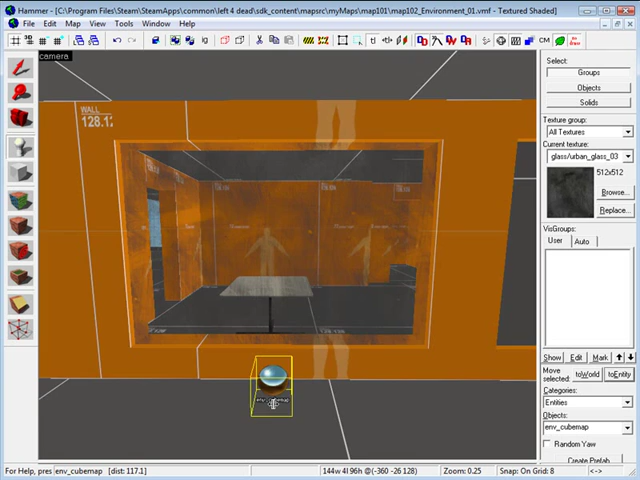 Hammer - [C:\Program Files\Steam\SteamApps\common\left 4 dead\sdk_content\mapsrc\myMaps\map101\map102_Environment_01.vmf - Textured Shaded]
File Edit Map View Tools Window Help
camera
WALL
128.12
env_cubemap
Select:
Groups
Objects
Solids
Texture group:
All Textures
Current texture:
glass/urban_glass_03
512x512
Browse...
Replace...
VisGroups:
User Auto
Show Edit Mark
Move selected: toWorld toEntity
Categories:
Entities
Objects:
env_cubemap
Random Yaw
Create Prefab
For Help, pres env_cubemap [dist: 117.1] 144w 4l 96h @(-360 -26 128) Zoom: 0.25 Snap: On Grid: 8 <->